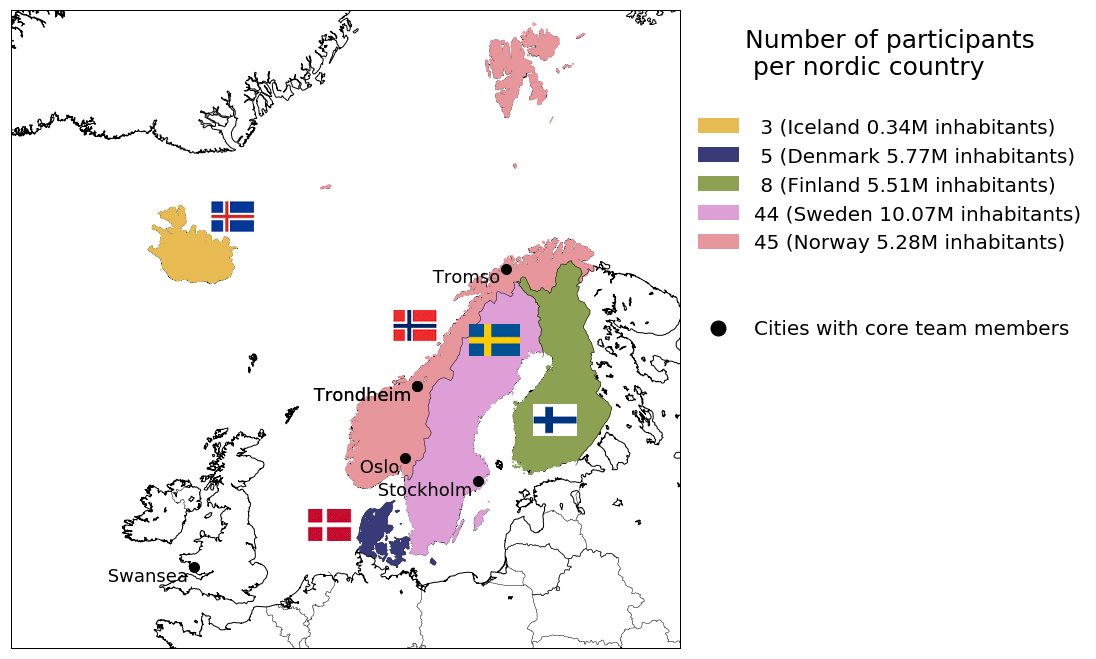 Number of participants
per nordic country
3 (Iceland 0.34M inhabitants)
5 (Denmark 5.77M inhabitants)
8 (Finland 5.51M inhabitants)
44 (Sweden 10.07M inhabitants)
45 (Norway 5.28M inhabitants)
Cities with core team members
Tromsø
Trondheim
Oslo
Stockholm
Swansea